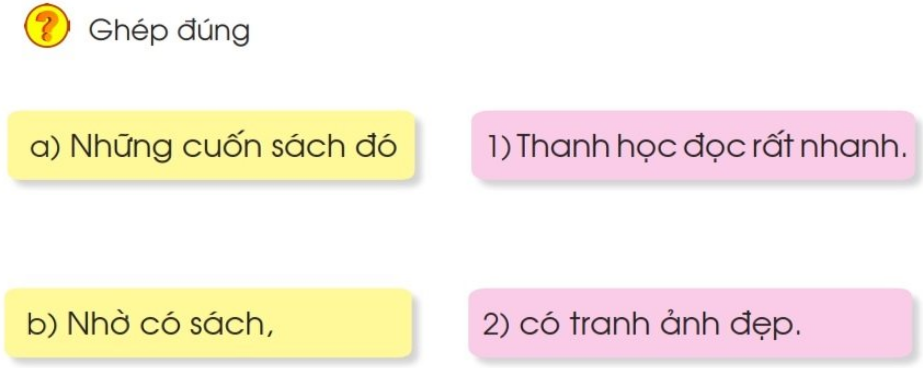 ? Ghép đúng
a) Những cuốn sách đó
1) Thanh học đọc rất nhanh.
b) Nhờ có sách,
2) có tranh ảnh đẹp.